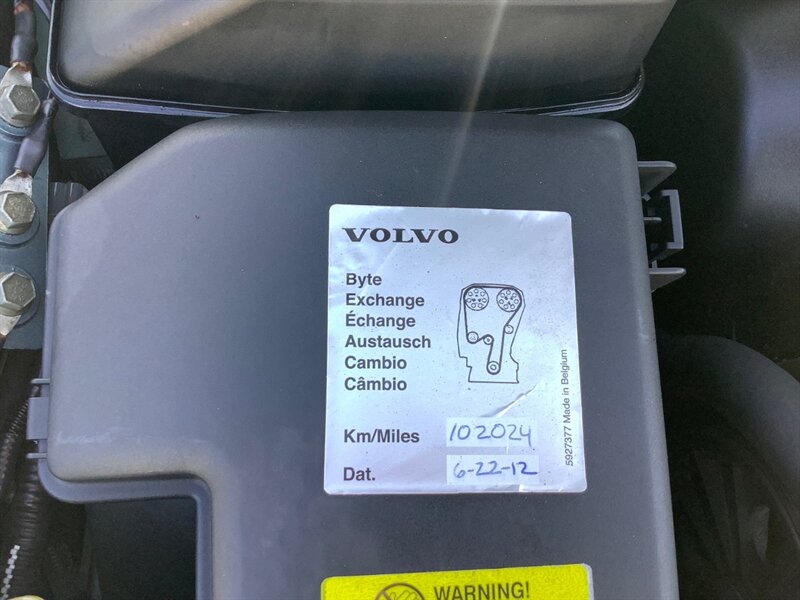 VOLVO
Byte
Exchange
Échange
Austausch
Cambio
Câmbio
Km/Miles 102024
Dat. 6-22-12
5927377 Made in Belgium
WARNING!